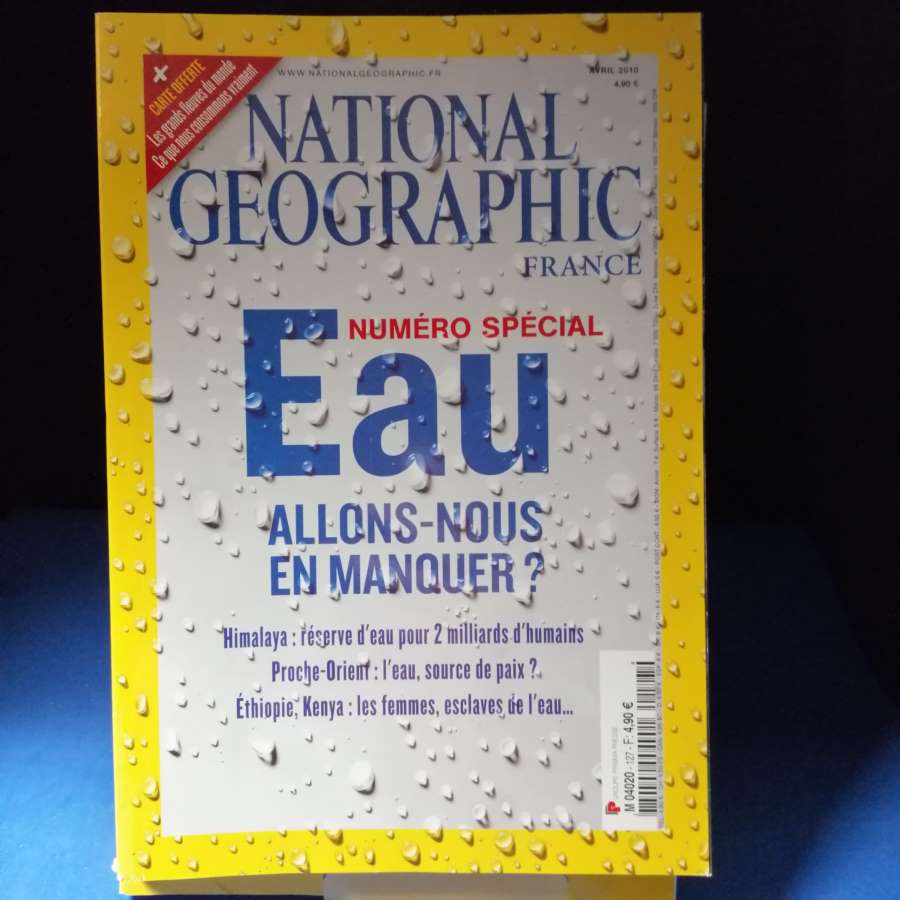 CARTE OFFERTE
Les grands fleuves du monde
Ce que nous consommons vraiment
WWW.NATIONALGEOGRAPHIC.FR
AVRIL 2010
4,90 €
NATIONAL
GEOGRAPHIC
FRANCE
NUMÉRO SPÉCIAL
Eau
ALLONS-NOUS
EN MANQUER ?
Himalaya : réserve d'eau pour 2 milliards d'humains
Proche-Orient : l'eau, source de paix ?
Éthiopie, Kenya : les femmes, esclaves de l'eau...
M 04020 - 127 - F: 4,90 €